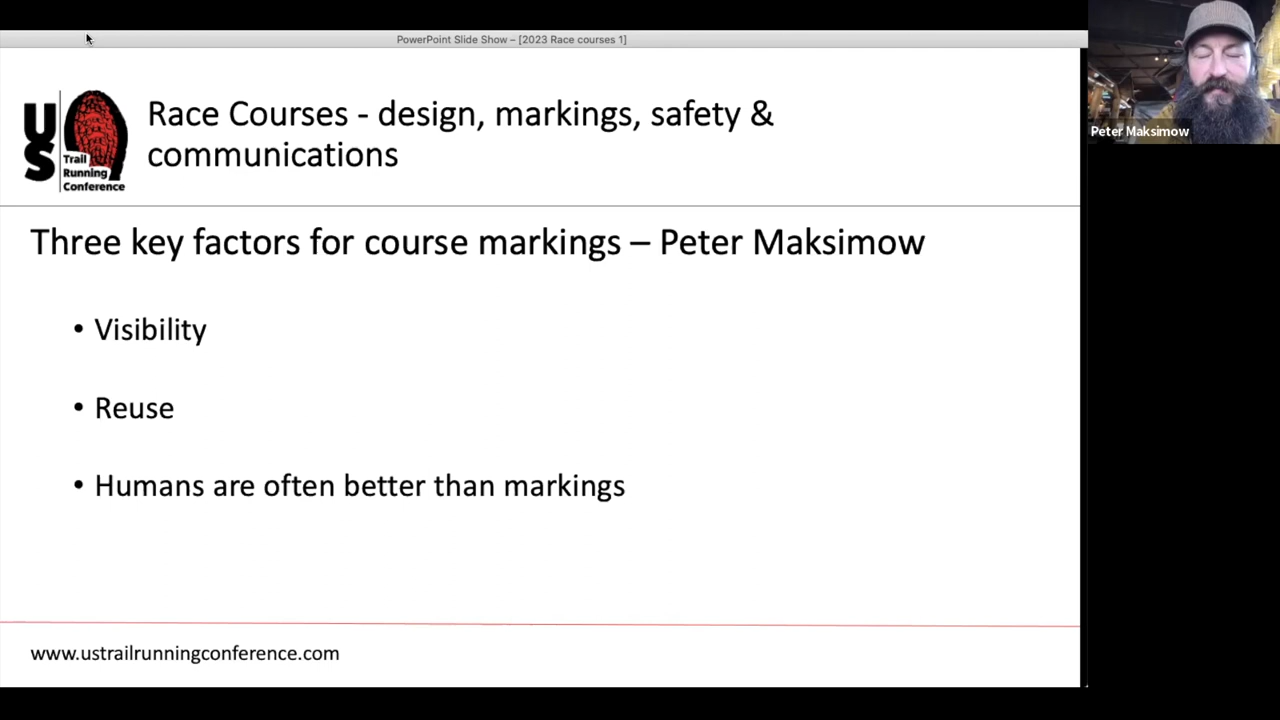 PowerPoint Slide Show – [2023 Race courses 1]
US
Trail
Running
Conference
Race Courses - design, markings, safety &
communications
Peter Maksimow
Three key factors for course markings – Peter Maksimow
• Visibility
• Reuse
• Humans are often better than markings
www.ustrailrunningconference.com